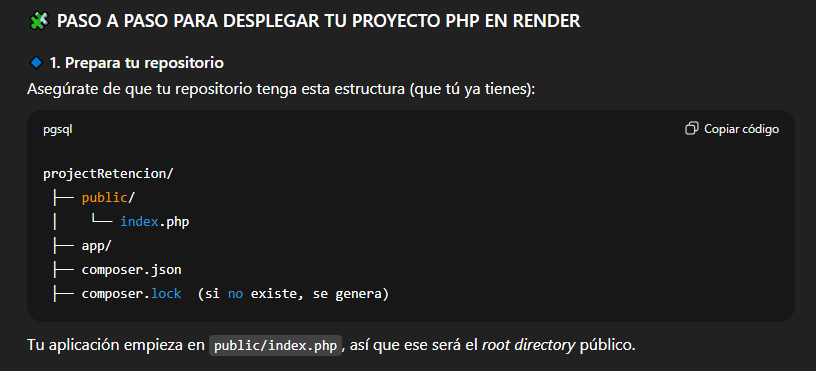 🧩 PASO A PASO PARA DESPLEGAR TU PROYECTO PHP EN RENDER
🔹 1. Prepara tu repositorio
Asegúrate de que tu repositorio tenga esta estructura (que tú ya tienes):
pgsql
Copiar código
projectRetencion/
├── public/
│   └── index.php
├── app/
├── composer.json
├── composer.lock  (si no existe, se genera)
Tu aplicación empieza en public/index.php, así que ese será el root directory público.